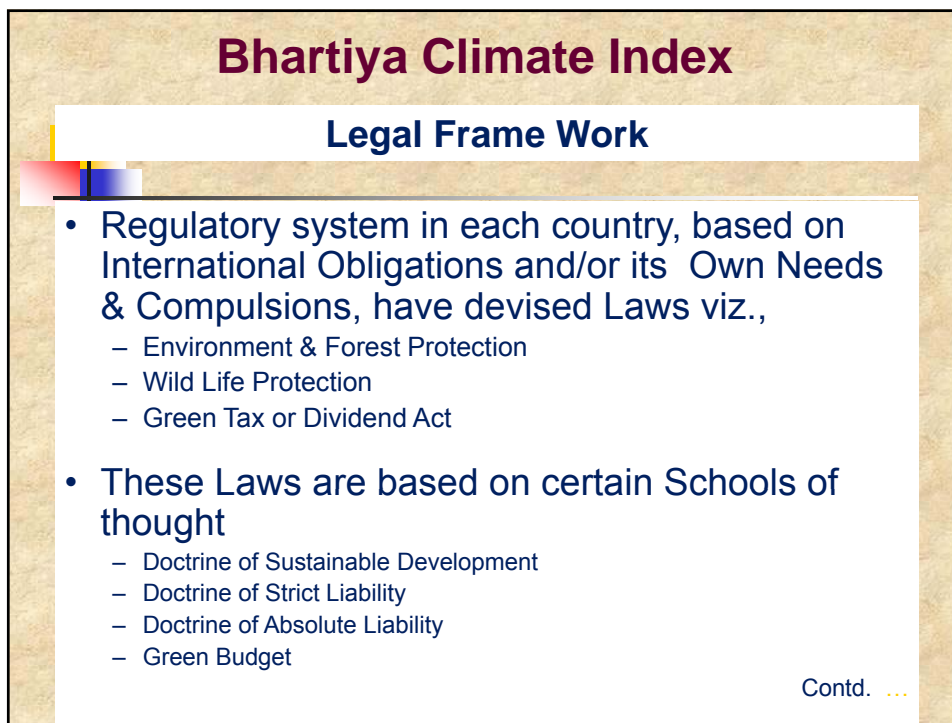 Bhartiya Climate Index
Legal Frame Work
• Regulatory system in each country, based on
International Obligations and/or its Own Needs
& Compulsions, have devised Laws viz.,
– Environment & Forest Protection
– Wild Life Protection
– Green Tax or Dividend Act
• These Laws are based on certain Schools of
thought
– Doctrine of Sustainable Development
– Doctrine of Strict Liability
– Doctrine of Absolute Liability
– Green Budget
Contd. …